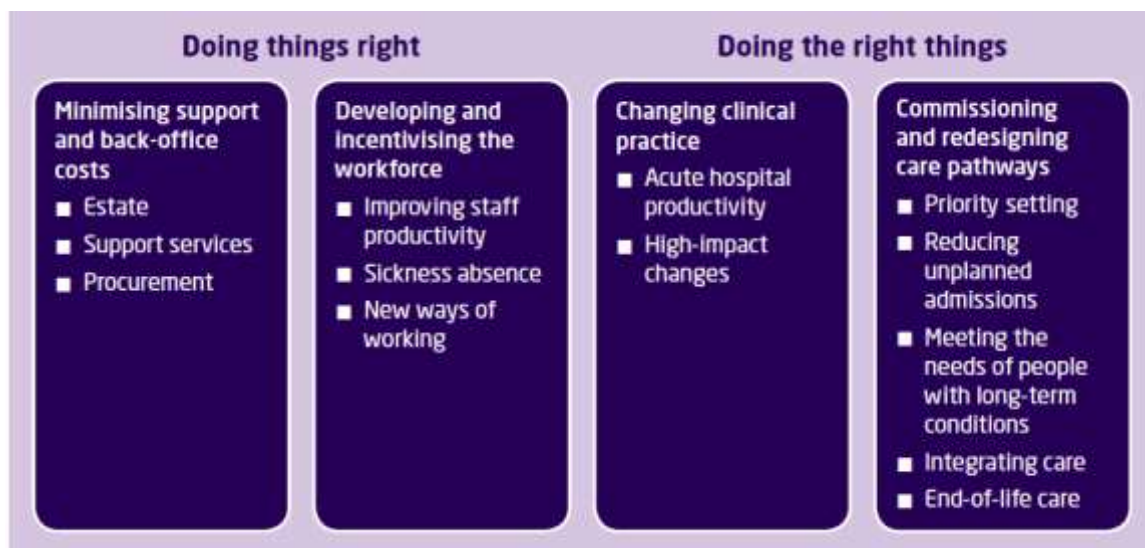 Doing things right
Doing the right things
Minimising support
and back-office
costs
■ Estate
■ Support services
■ Procurement
Developing and
incentivising the
workforce
■ Improving staff
productivity
■ Sickness absence
■ New ways of
working
Changing clinical
practice
■ Acute hospital
productivity
■ High-impact
changes
Commissioning
and redesigning
care pathways
■ Priority setting
■ Reducing
unplanned
admissions
■ Meeting the
needs of people
with long-term
conditions
■ Integrating care
■ End-of-life care